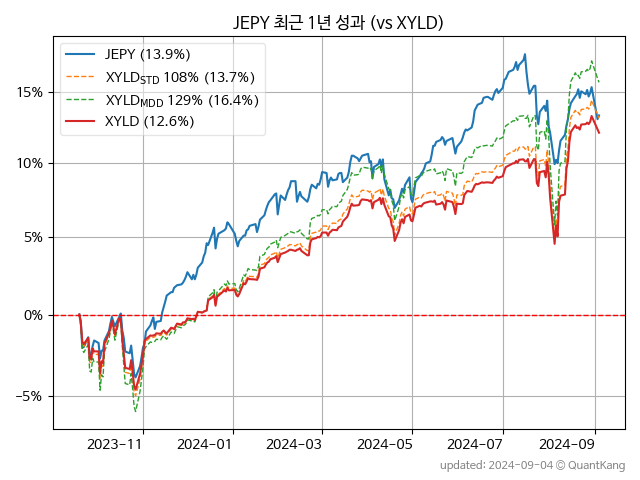 JEPY 최근 1년 성과 (vs XYLD)
JEPY (13.9%)
XYLD_STD 108% (13.7%)
XYLD_MDD 129% (16.4%)
XYLD (12.6%)
15%
10%
5%
0%
−5%
2023−11
2024−01
2024−03
2024−05
2024−07
2024−09
updated: 2024-09-04 © QuantKang